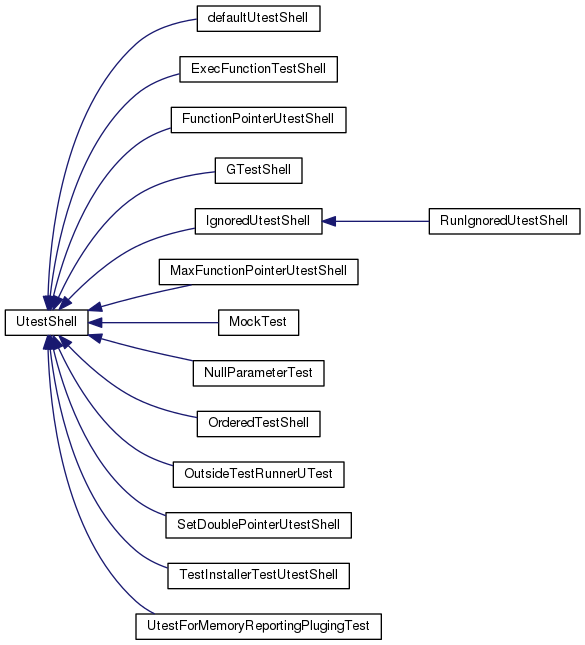 defaultUtestShell
ExecFunctionTestShell
FunctionPointerUtestShell
GTestShell
IgnoredUtestShell
RunIgnoredUtestShell
MaxFunctionPointerUtestShell
UtestShell
MockTest
NullParameterTest
OrderedTestShell
OutsideTestRunnerUTest
SetDoublePointerUtestShell
TestInstallerTestUtestShell
UtestForMemoryReportingPlugingTest